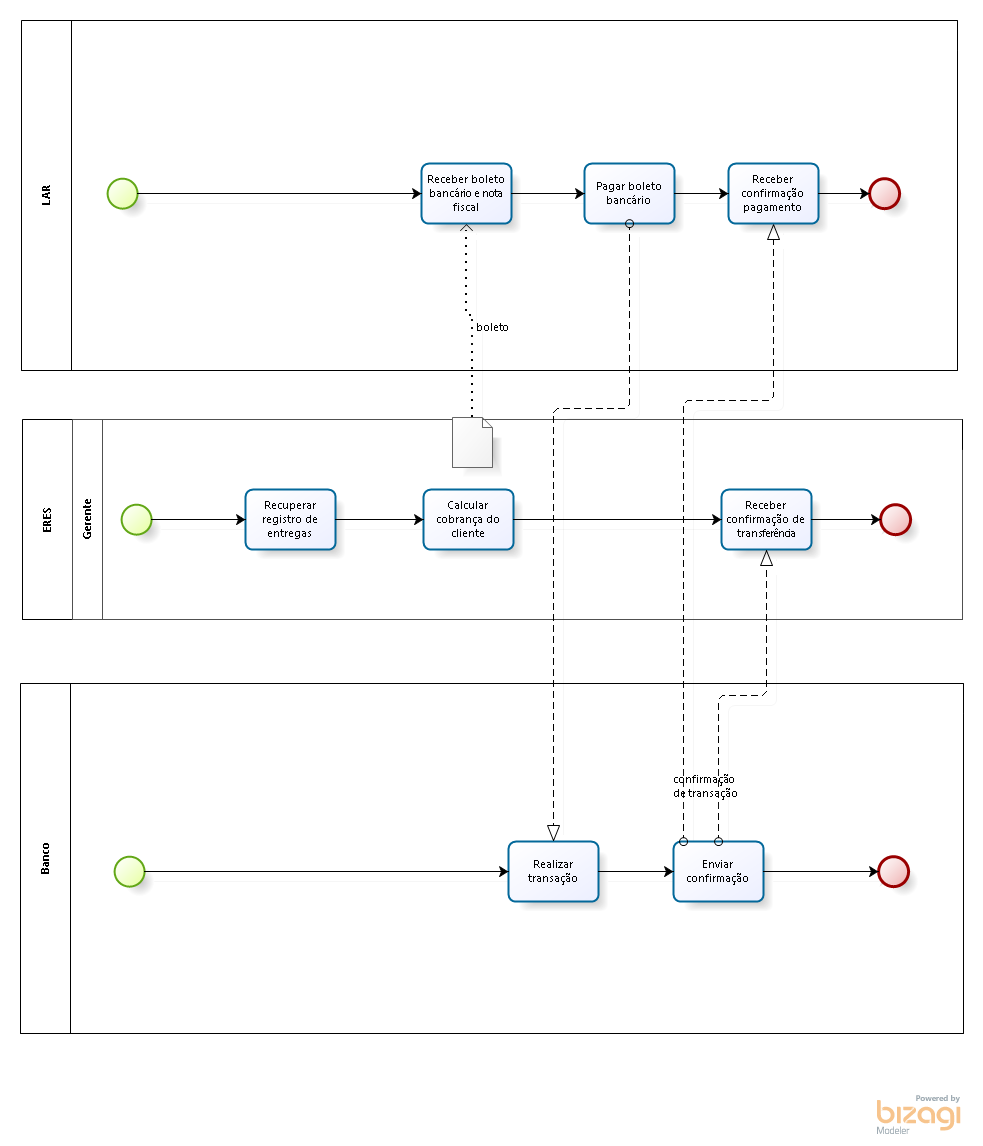 LAR
Receber boleto
bancário e nota
fiscal
Pagar boleto
bancário
Receber
confirmação
pagamento
boleto
ERES
Gerente
Recuperar
registro de
entregas
Calcular
cobrança do
cliente
Receber
confirmação de
transferência
Banco
confirmação
de transação
Realizar
transação
Enviar
confirmação
Powered by
bizagi
Modeler